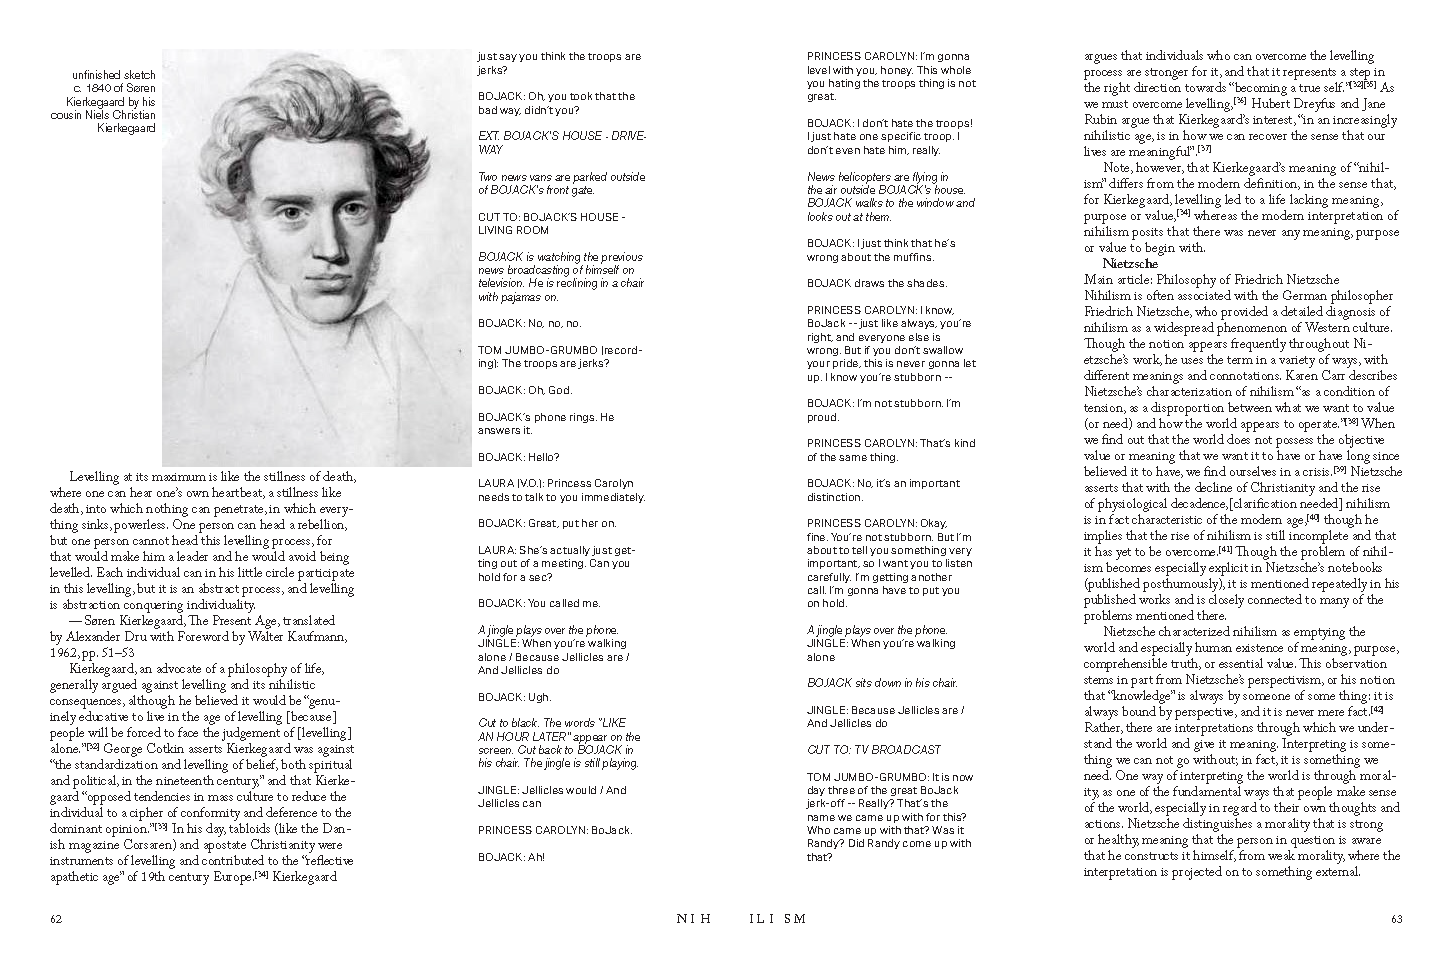 unfinished sketch
c. 1840 of Søren
Kierkegaard by his
cousin Niels Christian
Kierkegaard
Levelling at its maximum is like the stillness of death,
where one can hear one's own heartbeat, a stillness like
death, into which nothing can penetrate, in which every-
thing sinks, powerless. One person can head a rebellion,
but one person cannot head this levelling process, for
that would make him a leader and he would avoid being
levelled. Each individual can in his little circle participate
in this levelling, but it is an abstract process, and levelling
is abstraction conquering individuality.
— Søren Kierkegaard, The Present Age, translated
by Alexander Dru with Foreword by Walter Kaufmann,
1962, pp. 51–53
Kierkegaard, an advocate of a philosophy of life,
generally argued against levelling and its nihilistic
consequences, although he believed it would be “genu-
inely educative to live in the age of levelling [because]
people will be forced to face the judgement of [levelling]
alone.”[32] George Cotkin asserts Kierkegaard was against
“the standardization and levelling of belief, both spiritual
and political, in the nineteenth century,” and that Kierke-
gaard “opposed tendencies in mass culture to reduce the
individual to a cipher of conformity and deference to the
dominant opinion.”[33] In his day, tabloids (like the Dan-
ish magazine Corsaren) and apostate Christianity were
instruments of levelling and contributed to the “reflective
apathetic age” of 19th century Europe.[34] Kierkegaard
just say you think the troops are
jerks?
BOJACK: Oh, you took that the
bad way, didn't you?
EXT. BOJACK'S HOUSE - DRIVE-
WAY
Two news vans are parked outside
of BOJACK's front gate.
CUT TO: BOJACK'S HOUSE -
LIVING ROOM
BOJACK is watching the previous
news broadcasting of himself on
television. He is reclining in a chair
with pajamas on.
BOJACK: No, no, no.
TOM JUMBO-GRUMBO (record-
ing): The troops are jerks?
BOJACK: Oh, God.
BOJACK's phone rings. He
answers it.
BOJACK: Hello?
LAURA (V.O.): Princess Carolyn
needs to talk to you immediately.
BOJACK: Great, put her on.
LAURA: She's actually just get-
ting out of a meeting. Can you
hold for a sec?
BOJACK: You called me.
A jingle plays over the phone.
JINGLE: When you're walking
alone / Because Jellicles are /
And Jellicles do
BOJACK: Ugh.
Cut to black. The words "LIKE
AN HOUR LATER" appear on the
screen. Cut back to BOJACK in
his chair. The jingle is still playing.
JINGLE: Jellicles would / And
Jellicles can
PRINCESS CAROLYN: BoJack.
BOJACK: Ah!
PRINCESS CAROLYN: I'm gonna
level with you, honey. This whole
you hating the troops thing is not
great.
BOJACK: I don't hate the troops!
I just hate one specific troop. I
don't even hate him, really.
News helicopters are flying in
the air outside BOJACK's house.
BOJACK walks to the window and
looks out at them.
BOJACK: I just think that he's
wrong about the muffins.
BOJACK draws the shades.
PRINCESS CAROLYN: I know,
BoJack -- just like always, you're
right, and everyone else is
wrong. But if you don't swallow
your pride, this is never gonna let
up. I know you're stubborn --
BOJACK: I'm not stubborn. I'm
proud.
PRINCESS CAROLYN: That's kind
of the same thing.
BOJACK: No, it's an important
distinction.
PRINCESS CAROLYN: Okay,
fine. You're not stubborn. But I'm
about to tell you something very
important, so I want you to listen
carefully. I'm getting another
call. I'm gonna have to put you
on hold.
A jingle plays over the phone.
JINGLE: When you're walking
alone
BOJACK sits down in his chair.
JINGLE: Because Jellicles are /
And Jellicles do
CUT TO: TV BROADCAST
TOM JUMBO-GRUMBO: It is now
day three of the great BoJack
jerk-off -- Really? That's the
name we came up with for this?
Who came up with that? Was it
Randy? Did Randy come up with
that?
argues that individuals who can overcome the levelling
process are stronger for it, and that it represents a step in
the right direction towards “becoming a true self.”[32][35] As
we must overcome levelling,[36] Hubert Dreyfus and Jane
Rubin argue that Kierkegaard's interest, “in an increasingly
nihilistic age, is in how we can recover the sense that our
lives are meaningful”.[37]
Note, however, that Kierkegaard's meaning of “nihil-
ism” differs from the modern definition, in the sense that,
for Kierkegaard, levelling led to a life lacking meaning,
purpose or value,[34] whereas the modern interpretation of
nihilism posits that there was never any meaning, purpose
or value to begin with.
Nietzsche
Main article: Philosophy of Friedrich Nietzsche
Nihilism is often associated with the German philosopher
Friedrich Nietzsche, who provided a detailed diagnosis of
nihilism as a widespread phenomenon of Western culture.
Though the notion appears frequently throughout Ni-
etzsche's work, he uses the term in a variety of ways, with
different meanings and connotations. Karen Carr describes
Nietzsche's characterization of nihilism “as a condition of
tension, as a disproportion between what we want to value
(or need) and how the world appears to operate.”[38] When
we find out that the world does not possess the objective
value or meaning that we want it to have or have long since
believed it to have, we find ourselves in a crisis.[39] Nietzsche
asserts that with the decline of Christianity and the rise
of physiological decadence,[clarification needed] nihilism
is in fact characteristic of the modern age,[40] though he
implies that the rise of nihilism is still incomplete and that
it has yet to be overcome.[41] Though the problem of nihil-
ism becomes especially explicit in Nietzsche's notebooks
(published posthumously), it is mentioned repeatedly in his
published works and is closely connected to many of the
problems mentioned there.
Nietzsche characterized nihilism as emptying the
world and especially human existence of meaning, purpose,
comprehensible truth, or essential value. This observation
stems in part from Nietzsche's perspectivism, or his notion
that “knowledge” is always by someone of some thing: it is
always bound by perspective, and it is never mere fact.[42]
Rather, there are interpretations through which we under-
stand the world and give it meaning. Interpreting is some-
thing we can not go without; in fact, it is something we
need. One way of interpreting the world is through moral-
ity, as one of the fundamental ways that people make sense
of the world, especially in regard to their own thoughts and
actions. Nietzsche distinguishes a morality that is strong
or healthy, meaning that the person in question is aware
that he constructs it himself, from weak morality, where the
interpretation is projected on to something external.
62
NIH ILISM
63